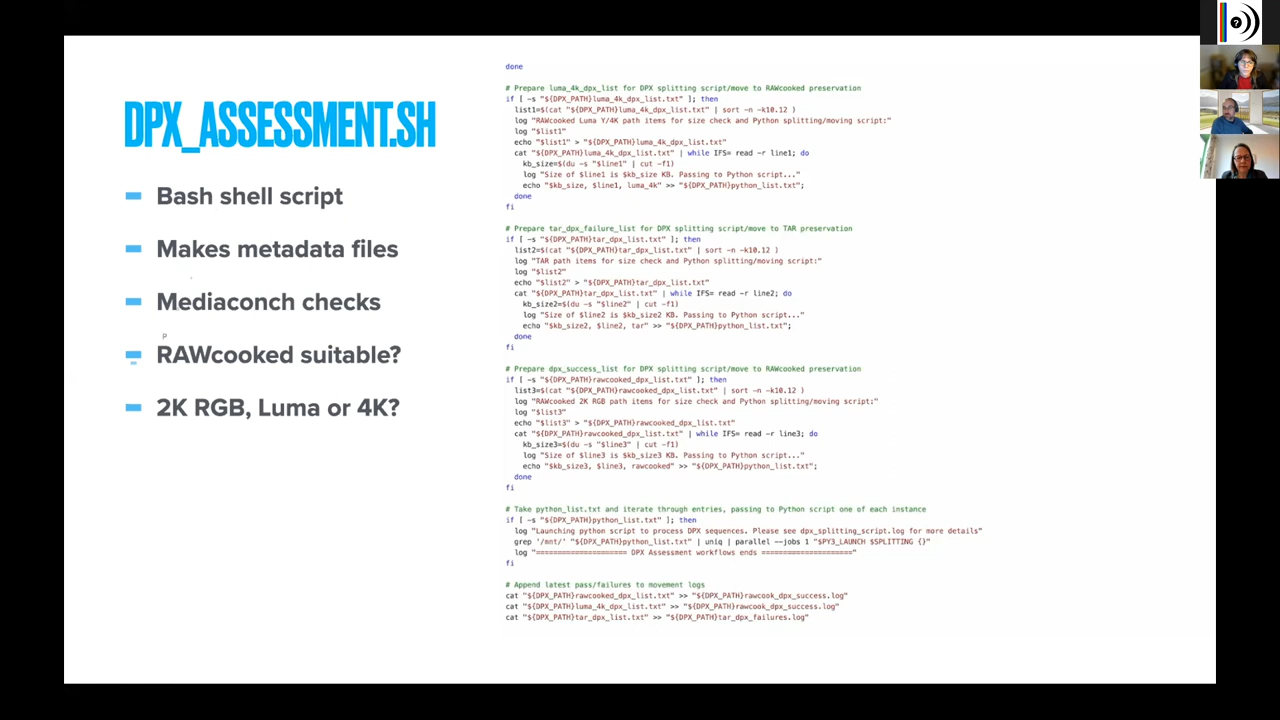 DPX_ASSESSMENT.SH
Bash shell script
Makes metadata files
Mediaconch checks
P
RAWcooked suitable?
2K RGB, Luma or 4K?
done
# Prepare luma_4k_dpx_list for DPX splitting script/move to RAWcooked preservation
if [ -s "${DPX_PATH}luma_4k_dpx_list.txt" ]; then
list1=$(cat "${DPX_PATH}luma_4k_dpx_list.txt" | sort -n -k10.12 )
log "RAWcooked Luma Y/4K path items for size check and Python splitting/moving script:"
log "$list1"
echo "$list1" > "${DPX_PATH}luma_4k_dpx_list.txt"
cat "${DPX_PATH}luma_4k_dpx_list.txt" | while IFS= read -r line1; do
kb_size=$(du -s "$line1" | cut -f1)
log "Size of $line1 is $kb_size KB. Passing to Python script..."
echo "$kb_size, $line1, luma_4k" >> "${DPX_PATH}python_list.txt";
done
fi
# Prepare tar_dpx_failure_list for DPX splitting script/move to TAR preservation
if [ -s "${DPX_PATH}tar_dpx_list.txt" ]; then
list2=$(cat "${DPX_PATH}tar_dpx_list.txt" | sort -n -k10.12 )
log "TAR path items for size check and Python splitting/moving script:"
log "$list2"
echo "$list2" > "${DPX_PATH}tar_dpx_list.txt"
cat "${DPX_PATH}tar_dpx_list.txt" | while IFS= read -r line2; do
kb_size2=$(du -s "$line2" | cut -f1)
log "Size of $line2 is $kb_size2 KB. Passing to Python script..."
echo "$kb_size2, $line2, tar" >> "${DPX_PATH}python_list.txt";
done
fi
# Prepare dpx_success_list for DPX splitting script/move to RAWcooked preservation
if [ -s "${DPX_PATH}rawcooked_dpx_list.txt" ]; then
list3=$(cat "${DPX_PATH}rawcooked_dpx_list.txt" | sort -n -k10.12 )
log "RAWcooked 2K RGB path items for size check and Python splitting/moving script:"
log "$list3"
echo "$list3" > "${DPX_PATH}rawcooked_dpx_list.txt"
cat "${DPX_PATH}rawcooked_dpx_list.txt" | while IFS= read -r line3; do
kb_size3=$(du -s "$line3" | cut -f1)
log "Size of $line3 is $kb_size3 KB. Passing to Python script..."
echo "$kb_size3, $line3, rawcooked" >> "${DPX_PATH}python_list.txt";
done
fi
# Take python_list.txt and iterate through entries, passing to Python script one of each instance
if [ -s "${DPX_PATH}python_list.txt" ]; then
log "Launching python script to process DPX sequences. Please see dpx_splitting_script.log for more details"
grep '/mnt/' "${DPX_PATH}python_list.txt" | uniq | parallel --jobs 1 "$PY3_LAUNCH $SPLITTING {}"
log "===================== DPX Assessment workflows ends ====================="
fi
# Append latest pass/failures to movement logs
cat "${DPX_PATH}rawcooked_dpx_list.txt" >> "${DPX_PATH}rawcook_dpx_success.log"
cat "${DPX_PATH}luma_4k_dpx_list.txt" >> "${DPX_PATH}rawcook_dpx_success.log"
cat "${DPX_PATH}tar_dpx_list.txt" >> "${DPX_PATH}tar_dpx_failures.log"